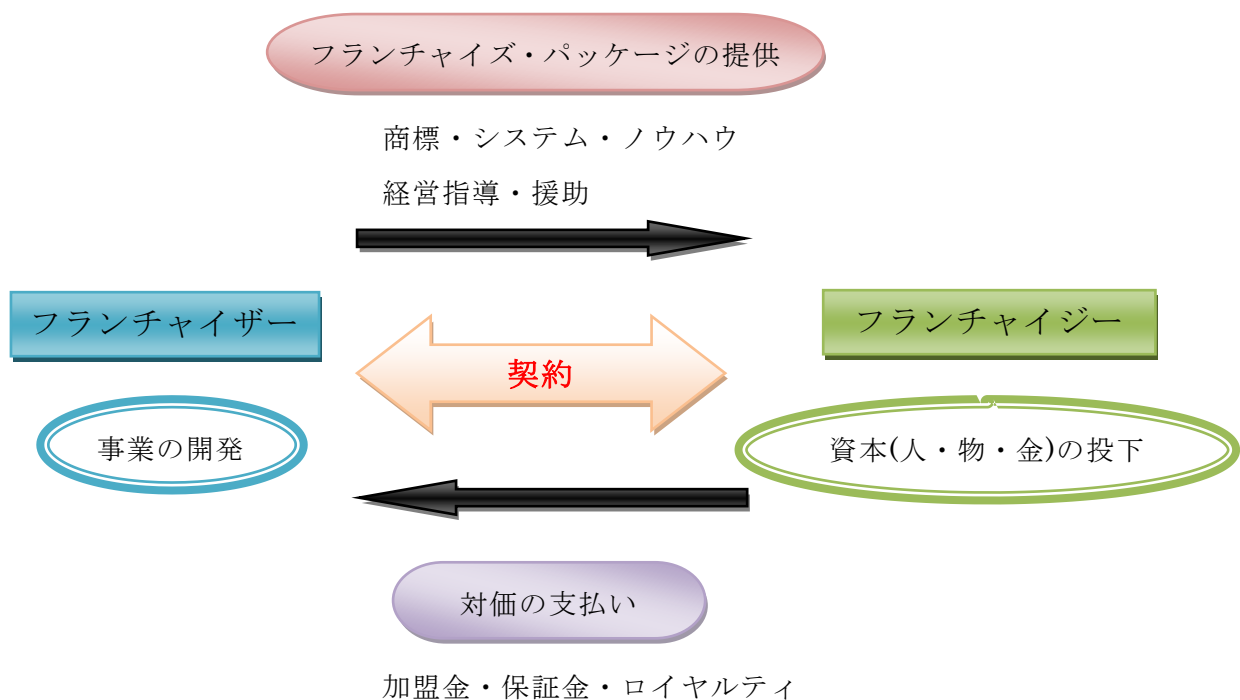 フランチャイズ・パッケージの提供
商標・システム・ノウハウ
経営指導・援助
フランチャイザー
フランチャイジー
契約
事業の開発
資本(人・物・金)の投下
対価の支払い
加盟金・保証金・ロイヤルティ